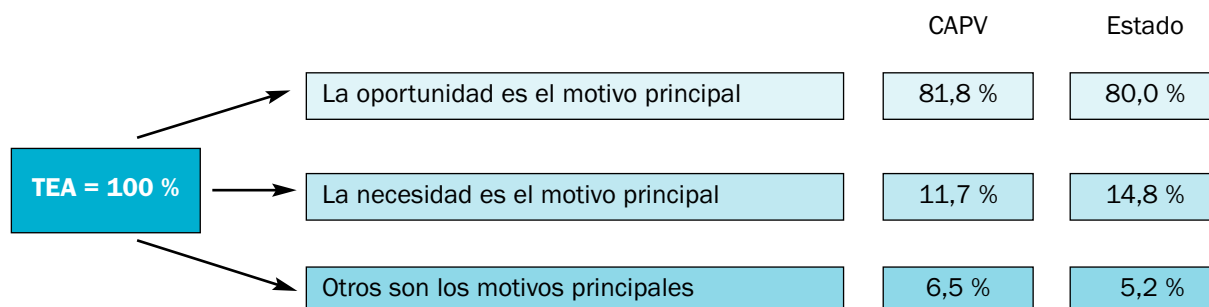 CAPV Estado
La oportunidad es el motivo principal 81,8 % 80,0 %
TEA = 100 % La necesidad es el motivo principal 11,7 % 14,8 %
Otros son los motivos principales 6,5 % 5,2 %